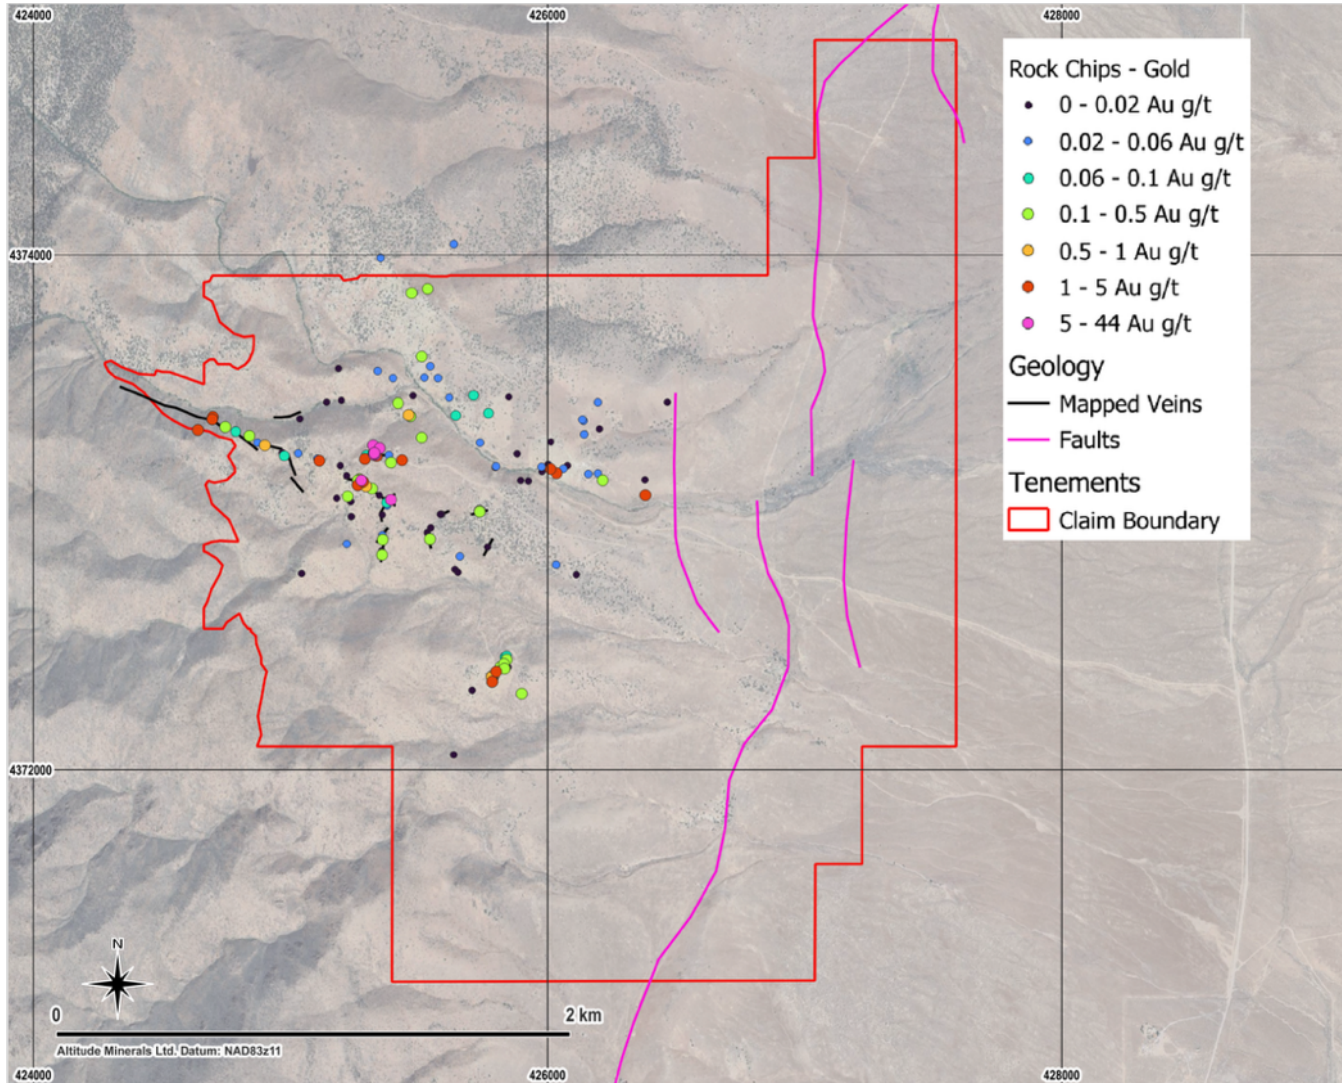 424000
426000
428000
Rock Chips - Gold
0 - 0.02 Au g/t
0.02 - 0.06 Au g/t
0.06 - 0.1 Au g/t
0.1 - 0.5 Au g/t
0.5 - 1 Au g/t
1 - 5 Au g/t
5 - 44 Au g/t
Geology
Mapped Veins
Faults
Tenements
Claim Boundary
4374000
4372000
N
0
2 km
Altitude Minerals Ltd. Datum: NAD83z11
424000
426000
428000